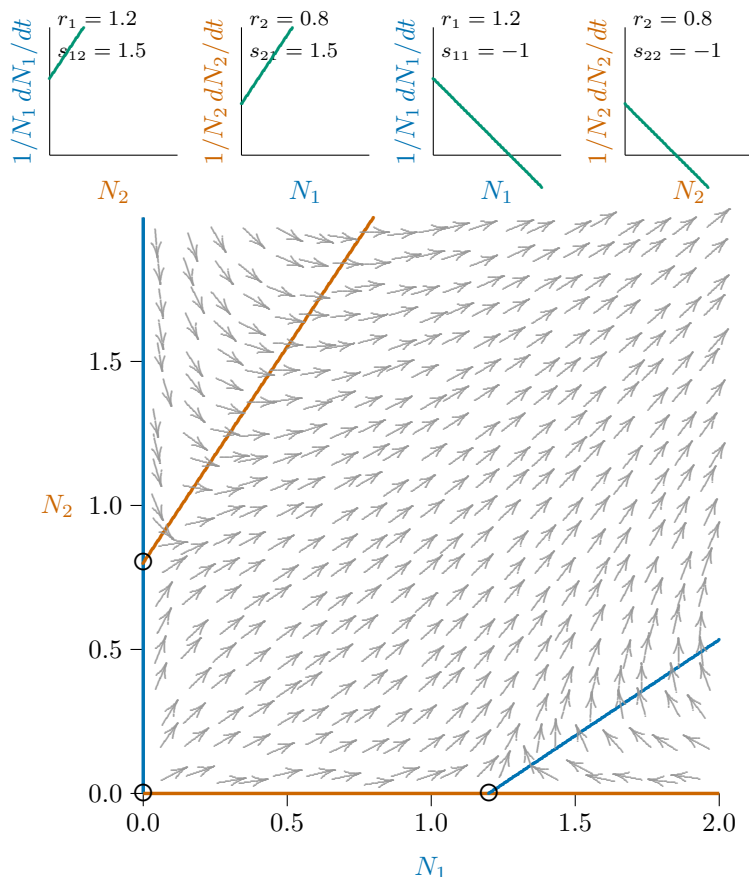 1/N₁ dN₁/dt
r₁ = 1.2
s₁₂ = 1.5
N₂
1/N₂ dN₂/dt
r₂ = 0.8
s₂₁ = 1.5
N₁
1/N₁ dN₁/dt
r₁ = 1.2
s₁₁ = −1
N₁
1/N₂ dN₂/dt
r₂ = 0.8
s₂₂ = −1
N₂
1.5
1.0
N₂
0.5
0.0
0.0 0.5 1.0 1.5 2.0
N₁